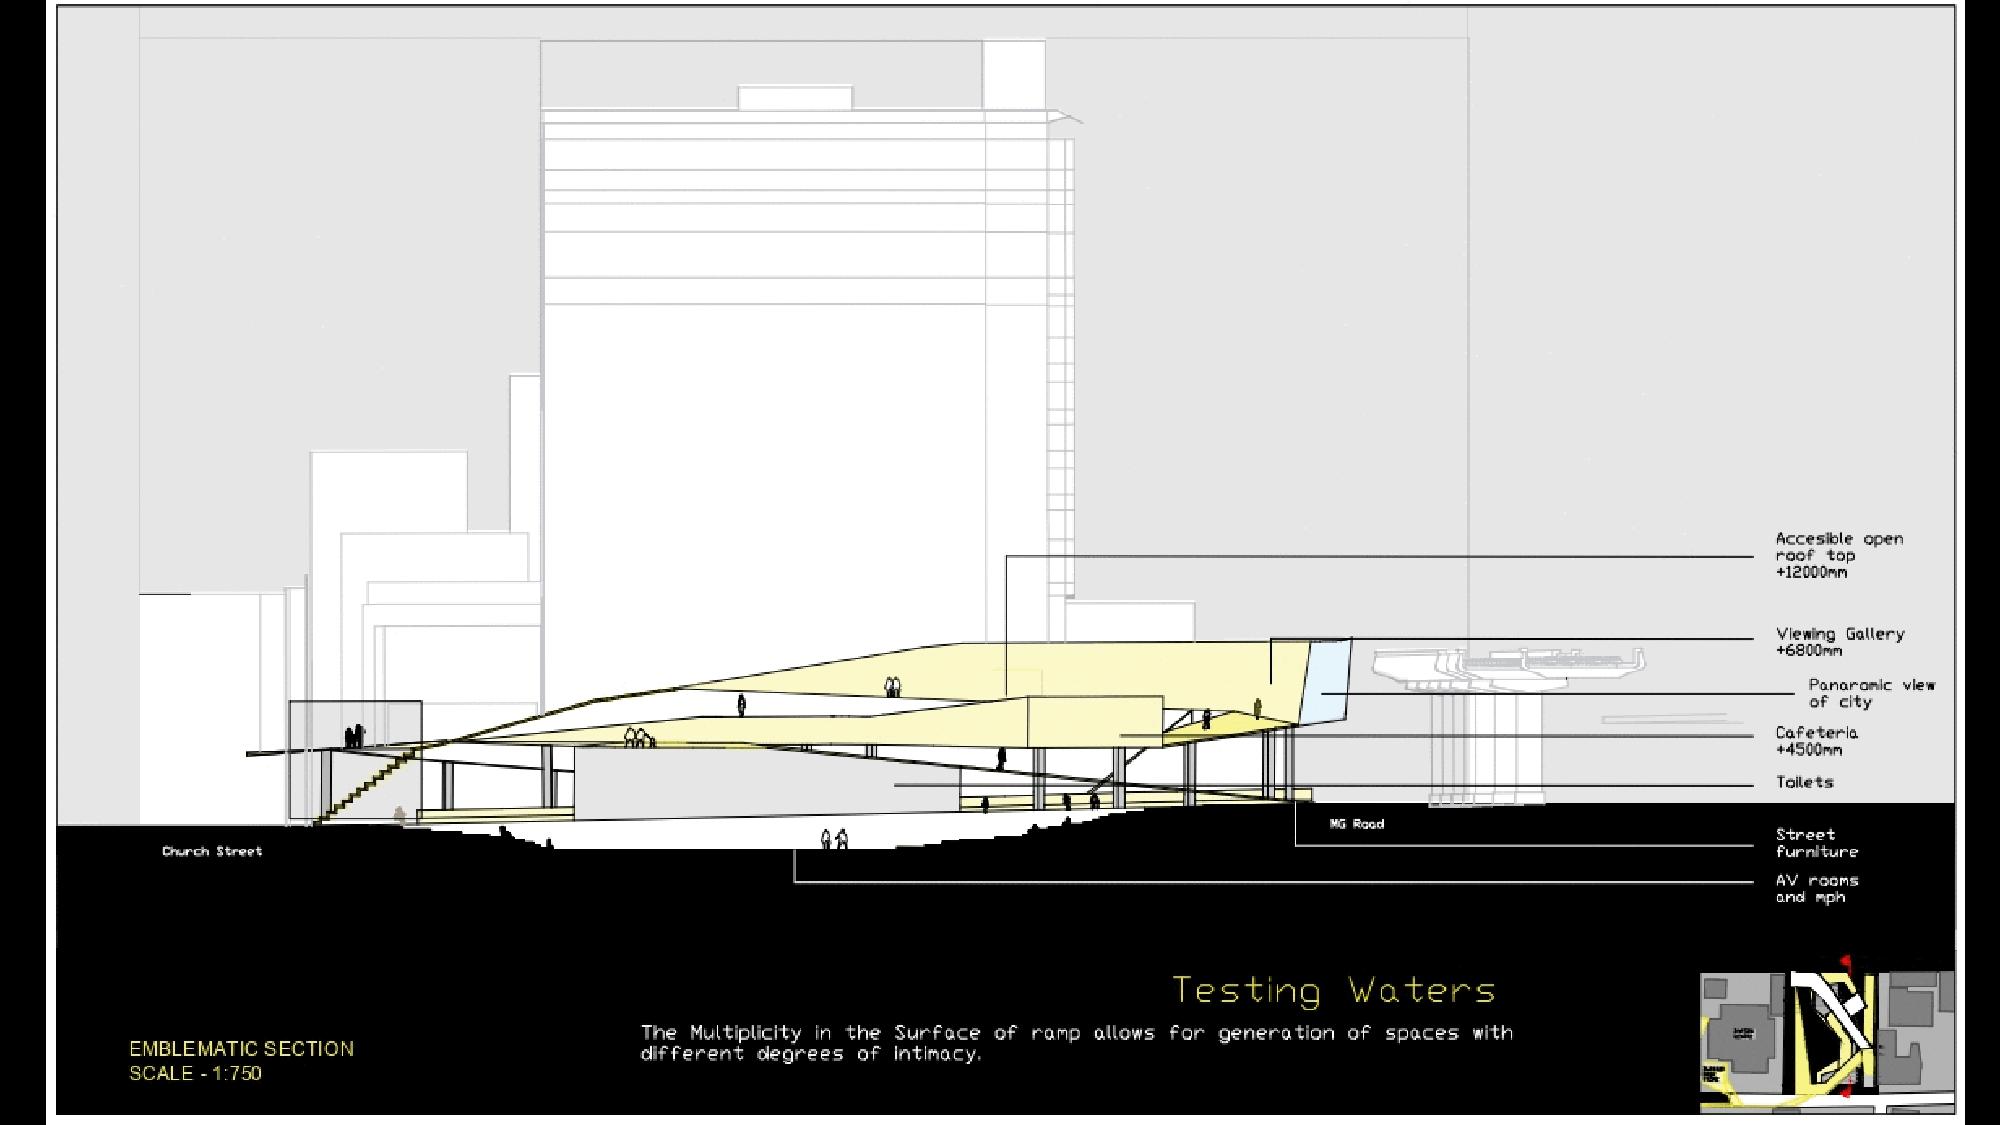 Accesible open
roof top
+12000mm
Viewing Gallery
+6800mm
Panaromic view
of city
Cafeteria
+4500mm
Toilets
MG Road
Street
furniture
Church Street
AV rooms
and mph
Testing Waters
The Multiplicity in the Surface of ramp allows for generation of spaces with
different degrees of intimacy.
EMBLEMATIC SECTION
SCALE - 1:750